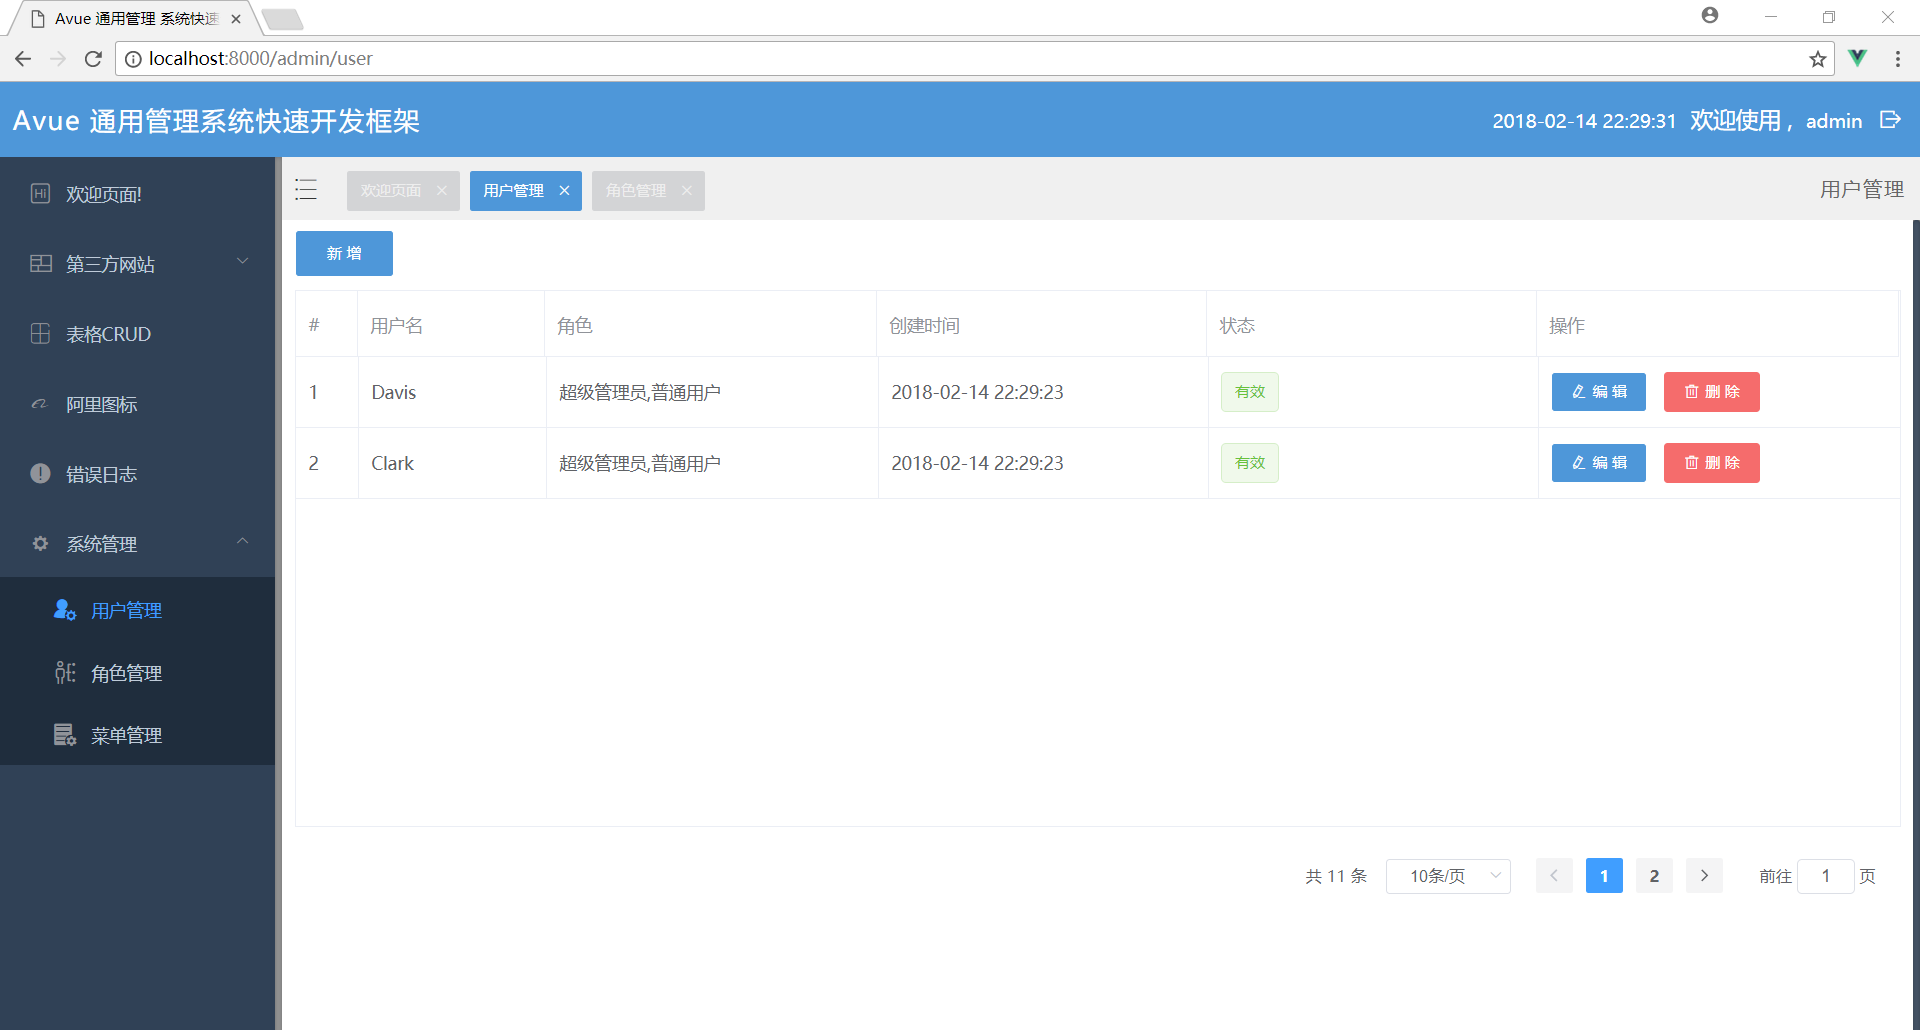 Avue 通用管理 系统快速
localhost:8000/admin/user
Avue 通用管理系统快速开发框架
2018-02-14 22:29:31 欢迎使用， admin
Hi 欢迎页面!
第三方网站
表格CRUD
阿里图标
错误日志
系统管理
用户管理
角色管理
菜单管理
欢迎页面 用户管理 角色管理
用户管理
新 增
# 用户名 角色 创建时间 状态 操作
1 Davis 超级管理员,普通用户 2018-02-14 22:29:23 有效 编 辑 删 除
2 Clark 超级管理员,普通用户 2018-02-14 22:29:23 有效 编 辑 删 除
共 11 条 10条/页 1 2 前往 1 页